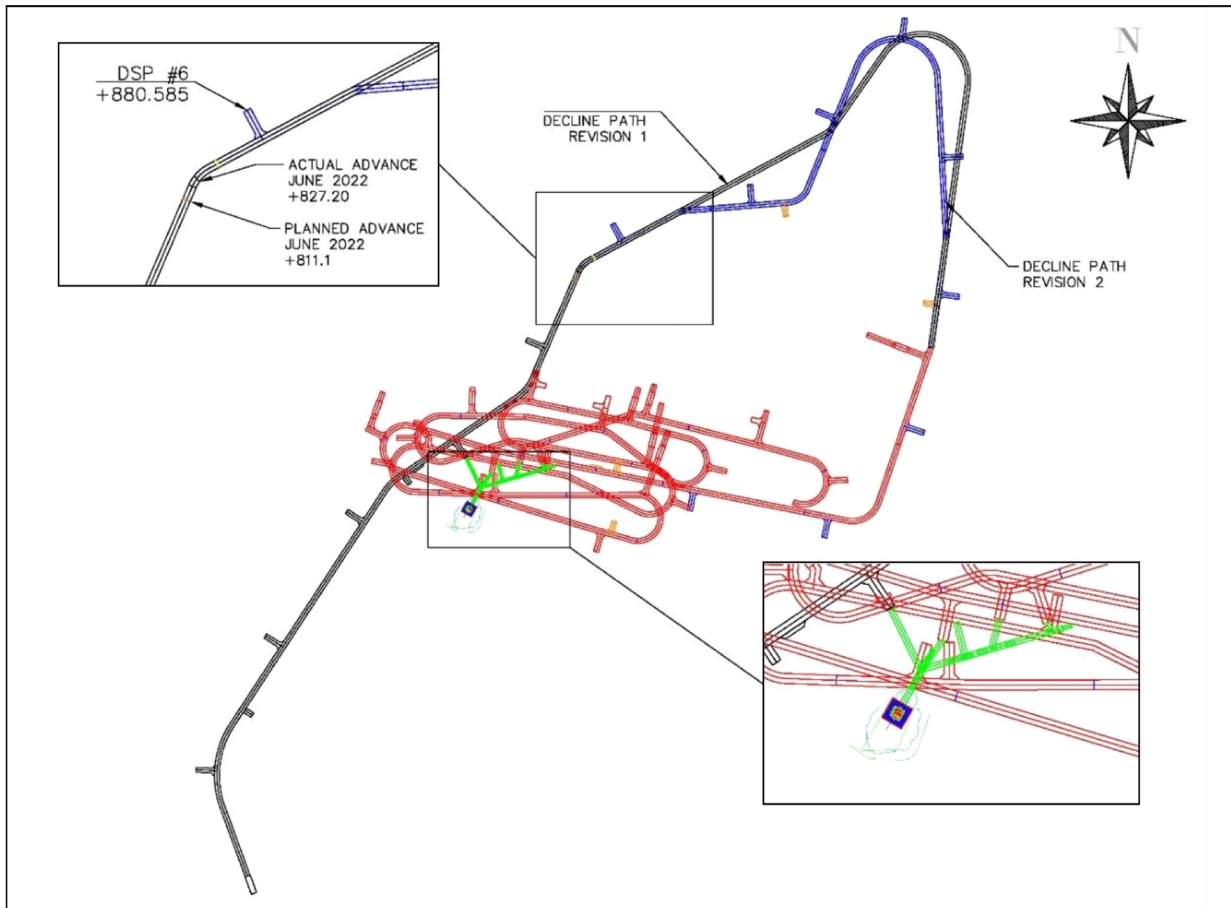 N
DSP #6
+880.585
ACTUAL ADVANCE
JUNE 2022
+827.20
PLANNED ADVANCE
JUNE 2022
+811.1
DECLINE PATH
REVISION 1
DECLINE PATH
REVISION 2